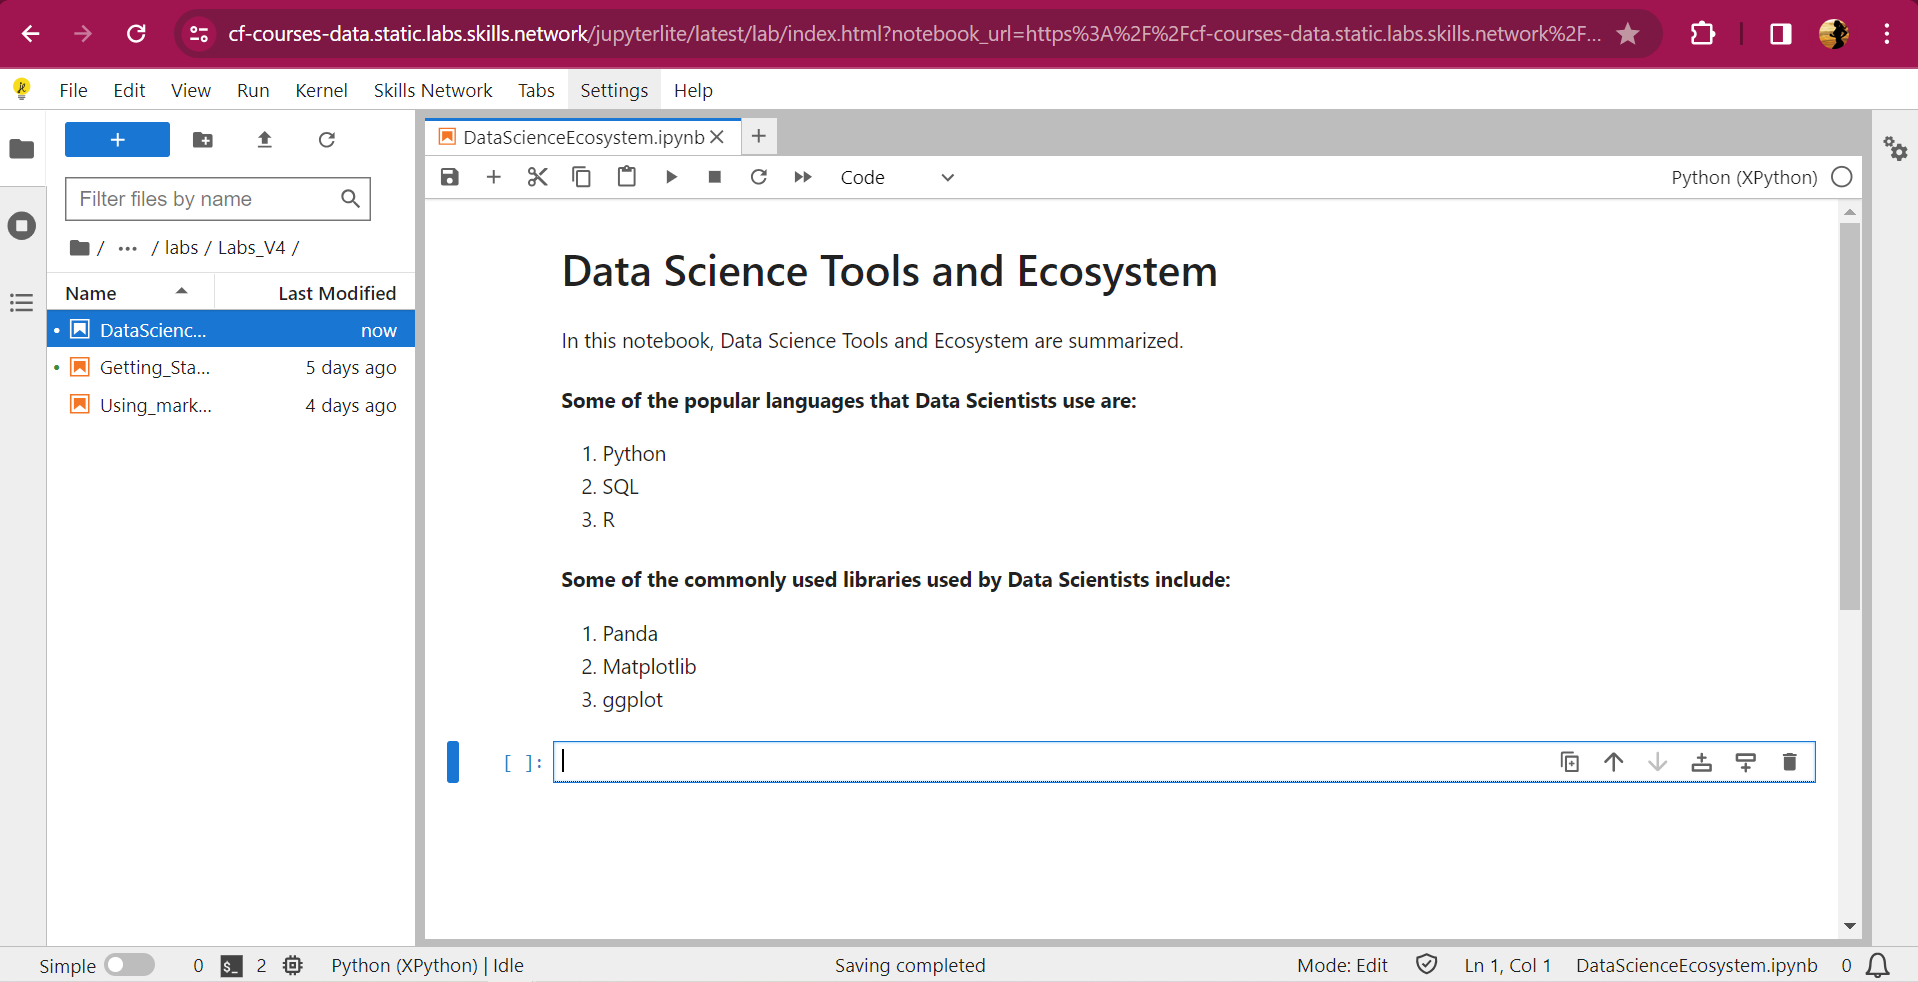 cf-courses-data.static.labs.skills.network/jupyterlite/latest/lab/index.html?notebook_url=https%3A%2F%2Fcf-courses-data.static.labs.skills.network%2F...
File Edit View Run Kernel Skills Network Tabs Settings Help
DataScienceEcosystem.ipynb
Filter files by name
Code
Python (XPython)
/ ... / labs / Labs_V4 /
Name Last Modified
DataScienc... now
Getting_Sta... 5 days ago
Using_mark... 4 days ago
Data Science Tools and Ecosystem
In this notebook, Data Science Tools and Ecosystem are summarized.
Some of the popular languages that Data Scientists use are:
1. Python
2. SQL
3. R
Some of the commonly used libraries used by Data Scientists include:
1. Panda
2. Matplotlib
3. ggplot
[ ]:
Simple 0 $_ 2 Python (XPython) | Idle Saving completed Mode: Edit Ln 1, Col 1 DataScienceEcosystem.ipynb 0